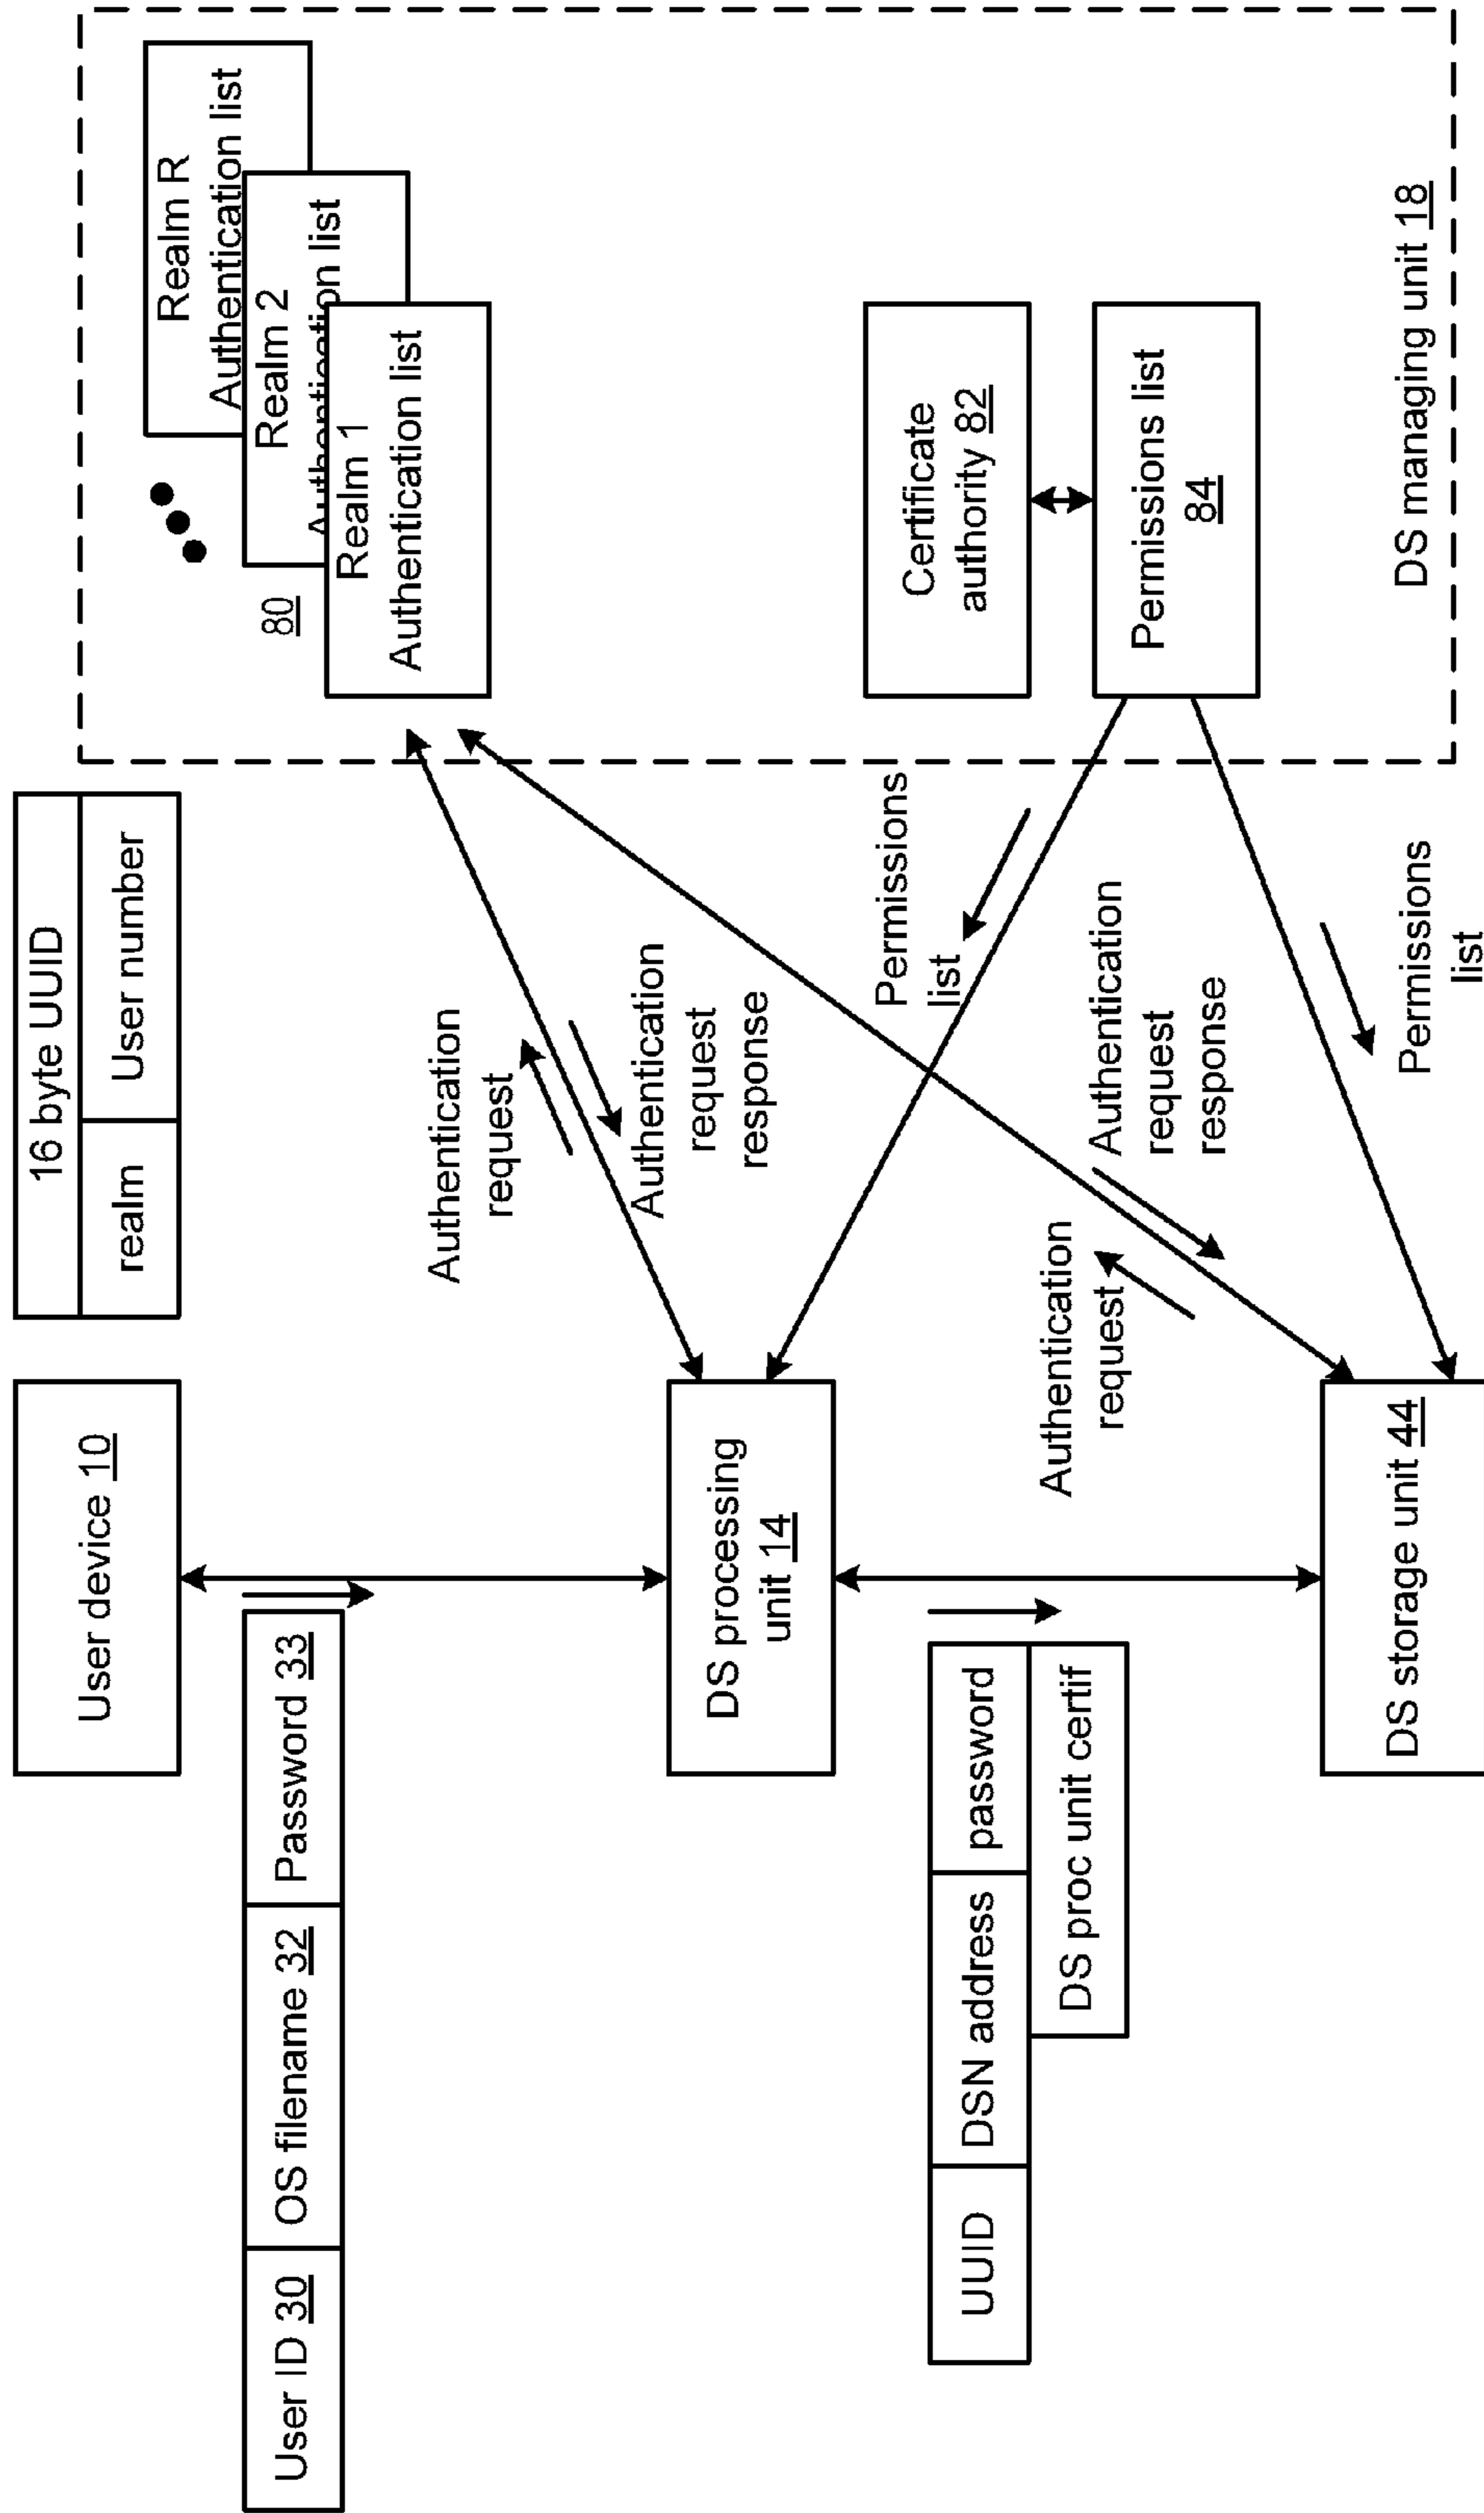 User device 10
16 byte UUID
realm
User number
User ID 30
OS filename 32
Password 33
Realm R
Authentication list
Realm 2
Authentication list
80
Realm 1
Authentication list
Authentication
request
Authentication
request
response
DS processing
unit 14
Permissions
list
Certificate
authority 82
UUID
DSN address
password
DS proc unit certif
Authentication
request
Authentication
request
response
Permissions list
84
DS storage unit 44
Permissions
list
DS managing unit 18